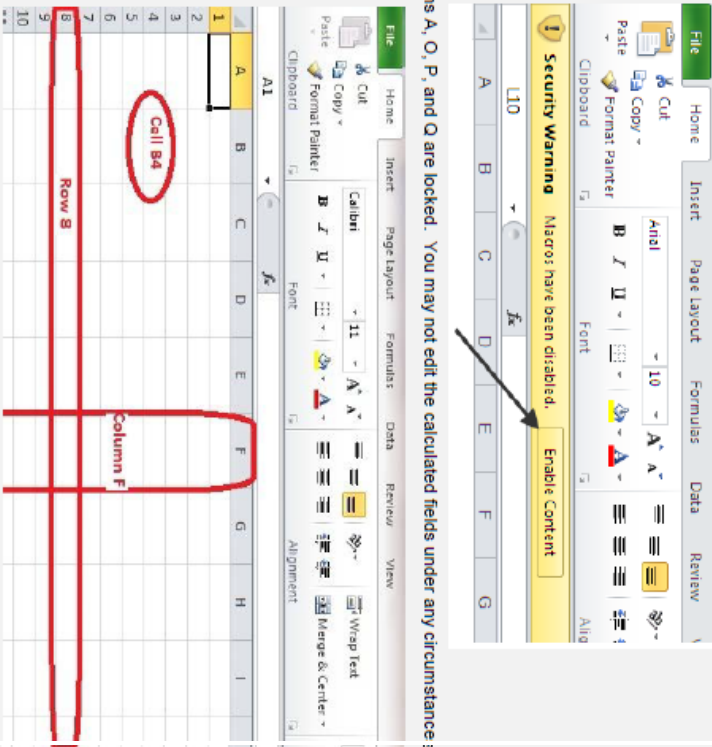 File Home Insert Page Layout Formulas Data Review
Cut
Copy
Paste
Format Painter
Clipboard
Arial 10 A A
B I U A
Font
Alig
Security Warning Macros have been disabled. Enable Content
L10 fx
A B C D E F G
s A, O, P, and Q are locked. You may not edit the calculated fields under any circumstance
File Home Insert Page Layout Formulas Data Review View
Cut
Copy
Paste
Format Painter
Clipboard
Calibri 11 A A
B I U A
Font
Wrap Text
Merge & Center
Alignment
A1 fx
A B C D E F G H I
1
2
3
4 Cell B4
5
6 Column F
7
8 Row 8
9
10